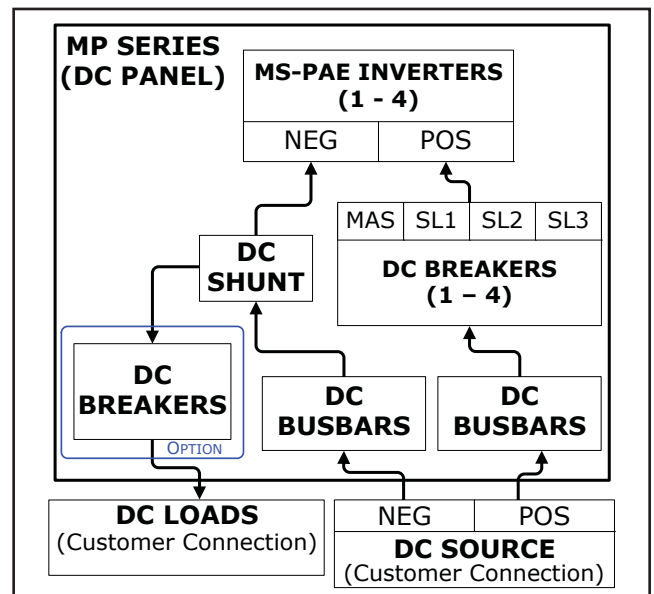 MP SERIES
(DC PANEL)
MS-PAE INVERTERS
(1 - 4)
NEG POS
MAS SL1 SL2 SL3
DC BREAKERS
(1 – 4)
DC
SHUNT
DC
BREAKERS
OPTION
DC
BUSBARS
DC
BUSBARS
DC LOADS
(Customer Connection)
NEG POS
DC SOURCE
(Customer Connection)